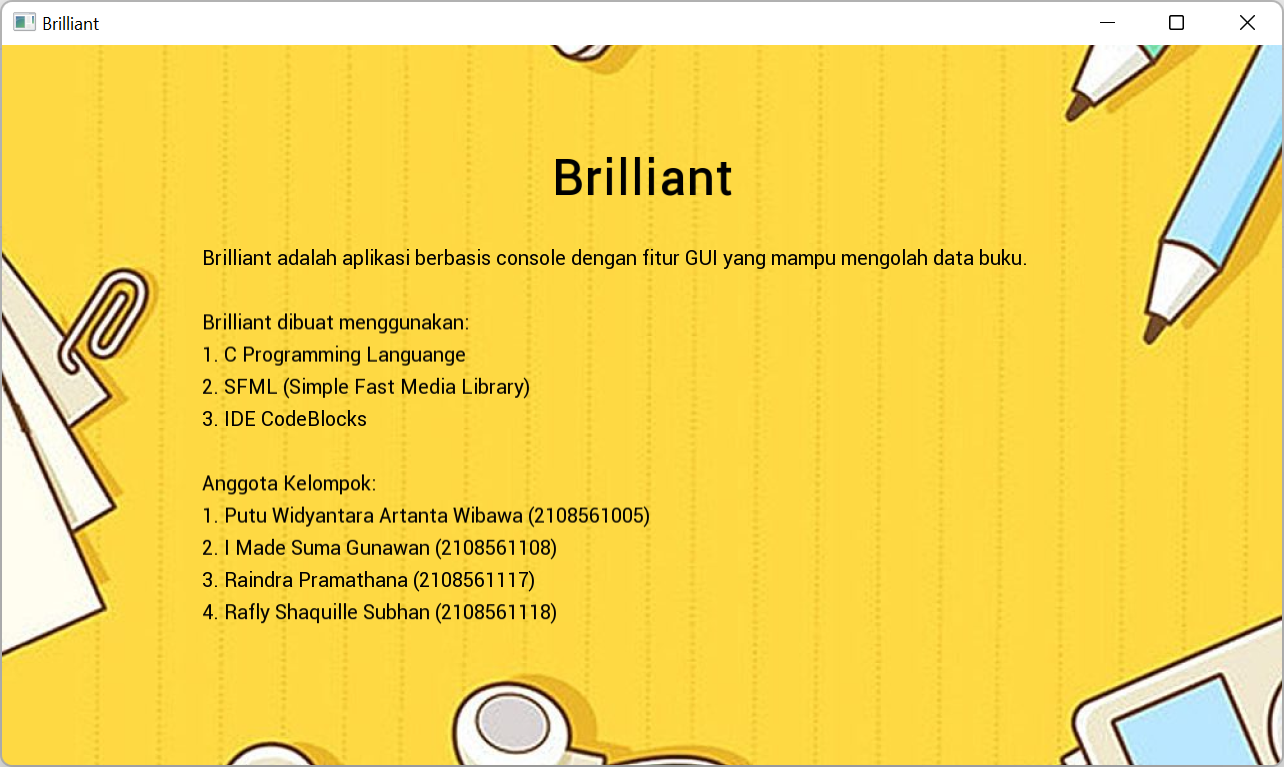 Brilliant
Brilliant
Brilliant adalah aplikasi berbasis console dengan fitur GUI yang mampu mengolah data buku.
Brilliant dibuat menggunakan:
1. C Programming Languange
2. SFML (Simple Fast Media Library)
3. IDE CodeBlocks
Anggota Kelompok:
1. Putu Widyantara Artanta Wibawa (2108561005)
2. I Made Suma Gunawan (2108561108)
3. Raindra Pramathana (2108561117)
4. Rafly Shaquille Subhan (2108561118)